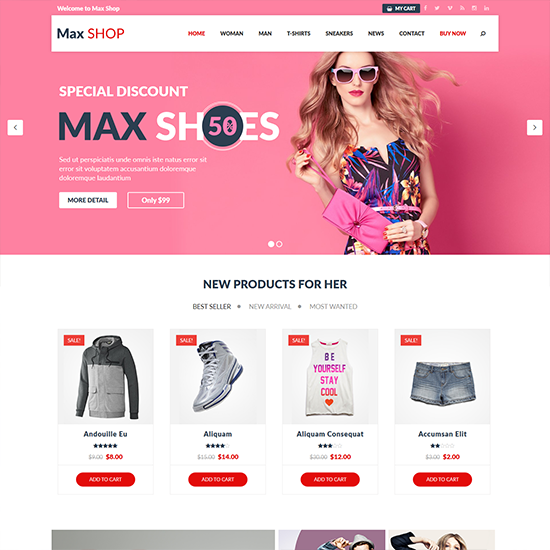 Welcome to Max Shop
MY CART
Max SHOP
HOME WOMAN MAN T-SHIRTS SNEAKERS NEWS CONTACT BUY NOW
SPECIAL DISCOUNT
MAX SH 50% ES
Sed ut perspiciatis unde omnis iste natus error sit
error sit voluptatem accusantium doloremque
doloremque laudantium
MORE DETAIL Only $99
NEW PRODUCTS FOR HER
BEST SELLER NEW ARRIVAL MOST WANTED
SALE! SALE! SALE!
BE
YOURSELF
STAY
COOL
Andouille Eu Aliquam Aliquam Consequat Accumsan Elit
$9.00 $8.00 $15.00 $14.00 $20.00 $12.00 $3.00 $2.00
ADD TO CART ADD TO CART ADD TO CART ADD TO CART